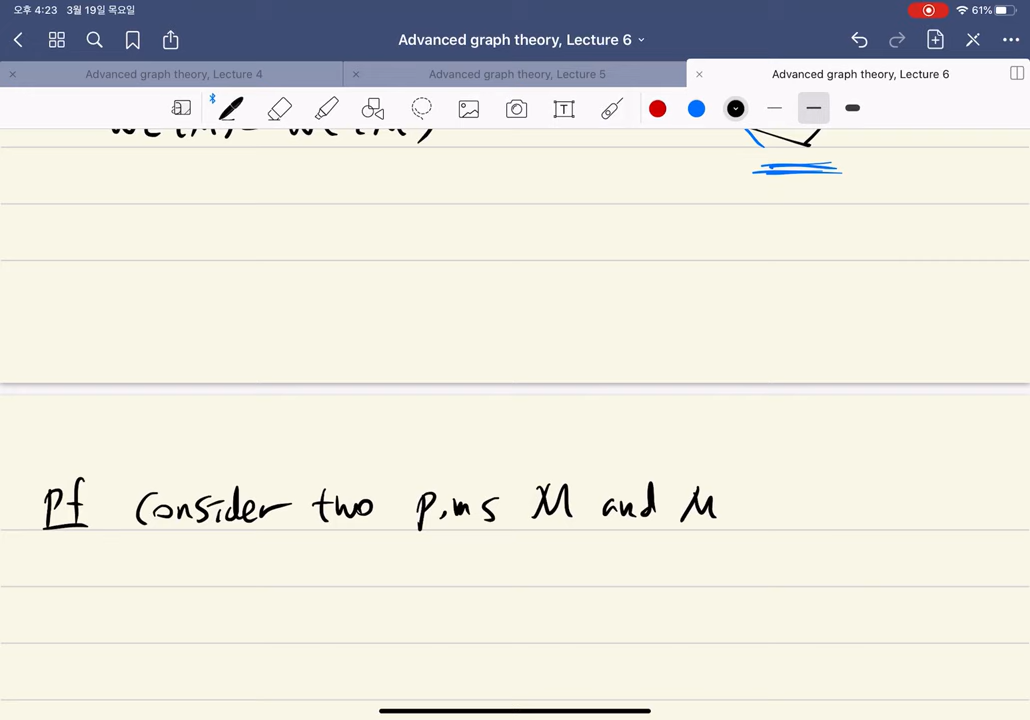 오후 4:23 3월 19일 목요일
61%
Advanced graph theory, Lecture 6
Advanced graph theory, Lecture 4
Advanced graph theory, Lecture 5
Advanced graph theory, Lecture 6
T
Pf Consider two p.ms M and M